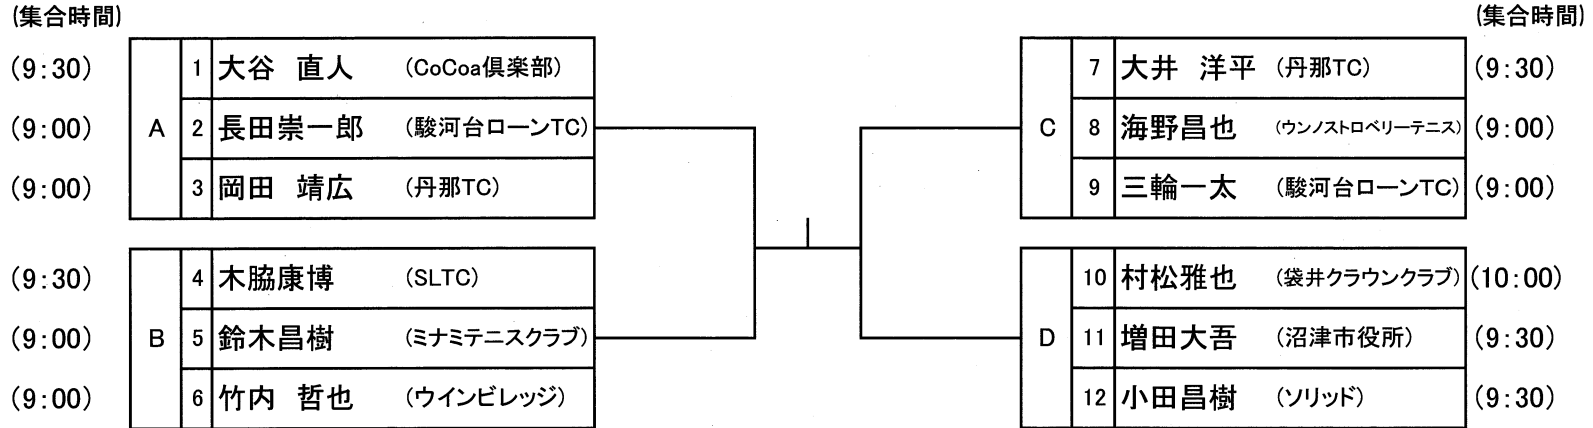 (集合時間) (集合時間)
(9:30) 1 大谷 直人 (CoCoa倶楽部) 7 大井 洋平 (丹那TC) (9:30)
(9:00) A 2 長田崇一郎 (駿河台ローンTC) C 8 海野昌也 (ウンノストロベリーテニス) (9:00)
(9:00) 3 岡田 靖広 (丹那TC) 9 三輪一太 (駿河台ローンTC) (9:00)
(9:30) 4 木脇康博 (SLTC) 10 村松雅也 (袋井クラウンクラブ) (10:00)
(9:00) B 5 鈴木昌樹 (ミナミテニスクラブ) D 11 増田大吾 (沼津市役所) (9:30)
(9:00) 6 竹内 哲也 (ウインビレッジ) 12 小田昌樹 (ソリッド) (9:30)